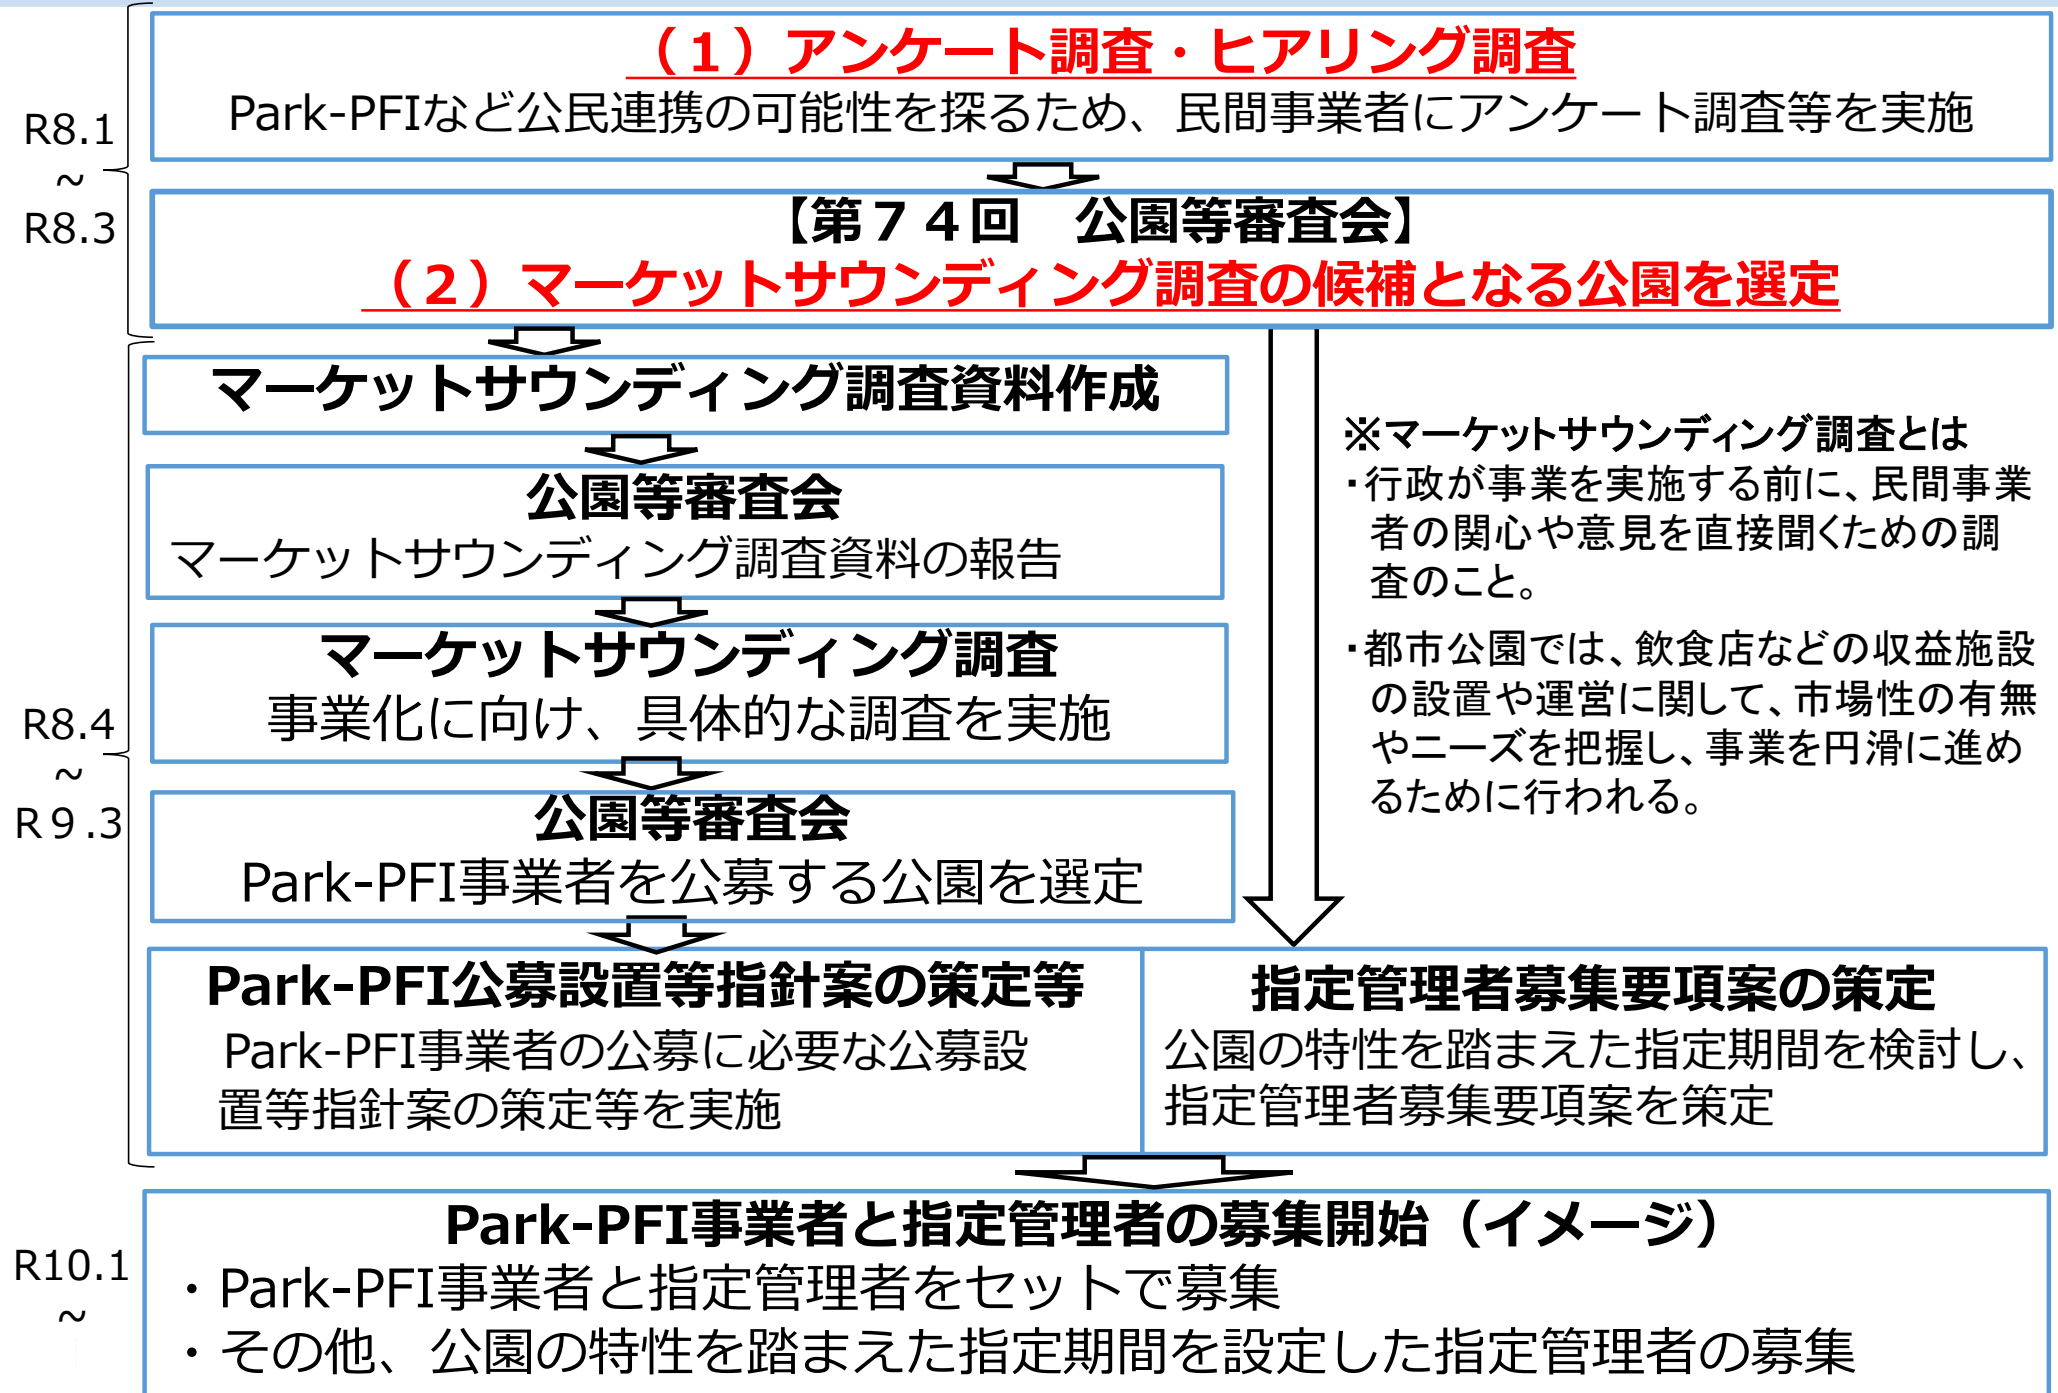 （１）アンケート調査・ヒアリング調査
Park-PFIなど公民連携の可能性を探るため、民間事業者にアンケート調査等を実施
R8.1
~
R8.3
【第７４回　公園等審査会】
（２）マーケットサウンディング調査の候補となる公園を選定
マーケットサウンディング調査資料作成
公園等審査会
マーケットサウンディング調査資料の報告
マーケットサウンディング調査
事業化に向け、具体的な調査を実施
R8.4
~
R９.3
公園等審査会
Park-PFI事業者を公募する公園を選定
※マーケットサウンディング調査とは
・行政が事業を実施する前に、民間事業
者の関心や意見を直接聞くための調
査のこと。
・都市公園では、飲食店などの収益施設
の設置や運営に関して、市場性の有無
やニーズを把握し、事業を円滑に進め
るために行われる。
Park-PFI公募設置等指針案の策定等
Park-PFI事業者の公募に必要な公募設
置等指針案の策定等を実施
指定管理者募集要項案の策定
公園の特性を踏まえた指定期間を検討し、
指定管理者募集要項案を策定
R10.1
~
Park-PFI事業者と指定管理者の募集開始（イメージ）
・Park-PFI事業者と指定管理者をセットで募集
・その他、公園の特性を踏まえた指定期間を設定した指定管理者の募集